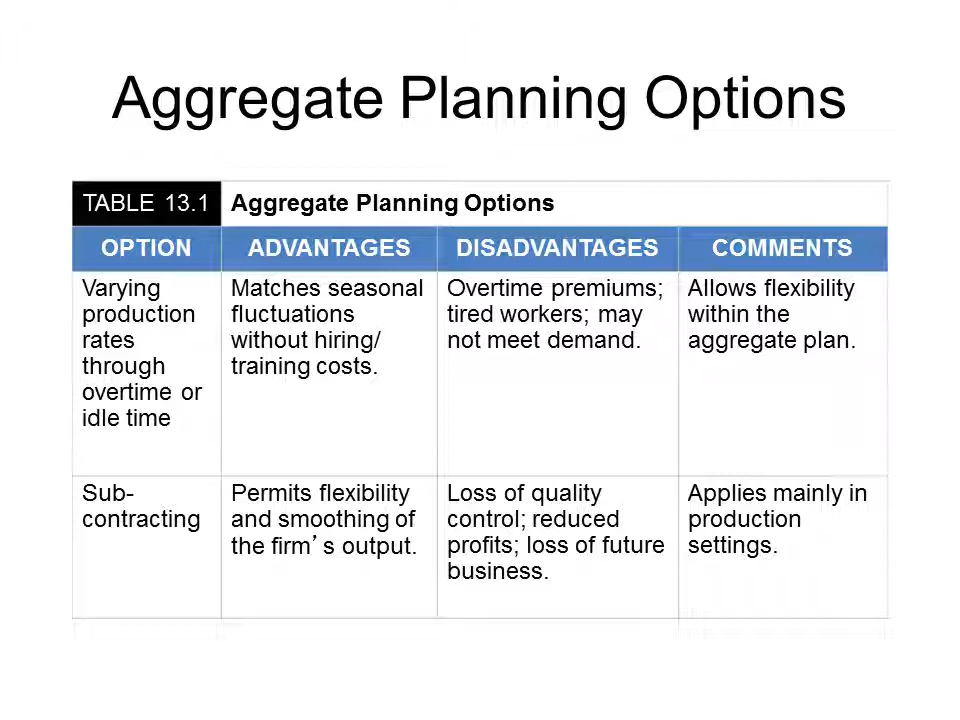 Aggregate Planning Options
TABLE 13.1 Aggregate Planning Options
OPTION ADVANTAGES DISADVANTAGES COMMENTS
Varying
production
rates
through
overtime or
idle time
Matches seasonal
fluctuations
without hiring/
training costs.
Overtime premiums;
tired workers; may
not meet demand.
Allows flexibility
within the
aggregate plan.
Sub-
contracting
Permits flexibility
and smoothing of
the firm’s output.
Loss of quality
control; reduced
profits; loss of future
business.
Applies mainly in
production
settings.